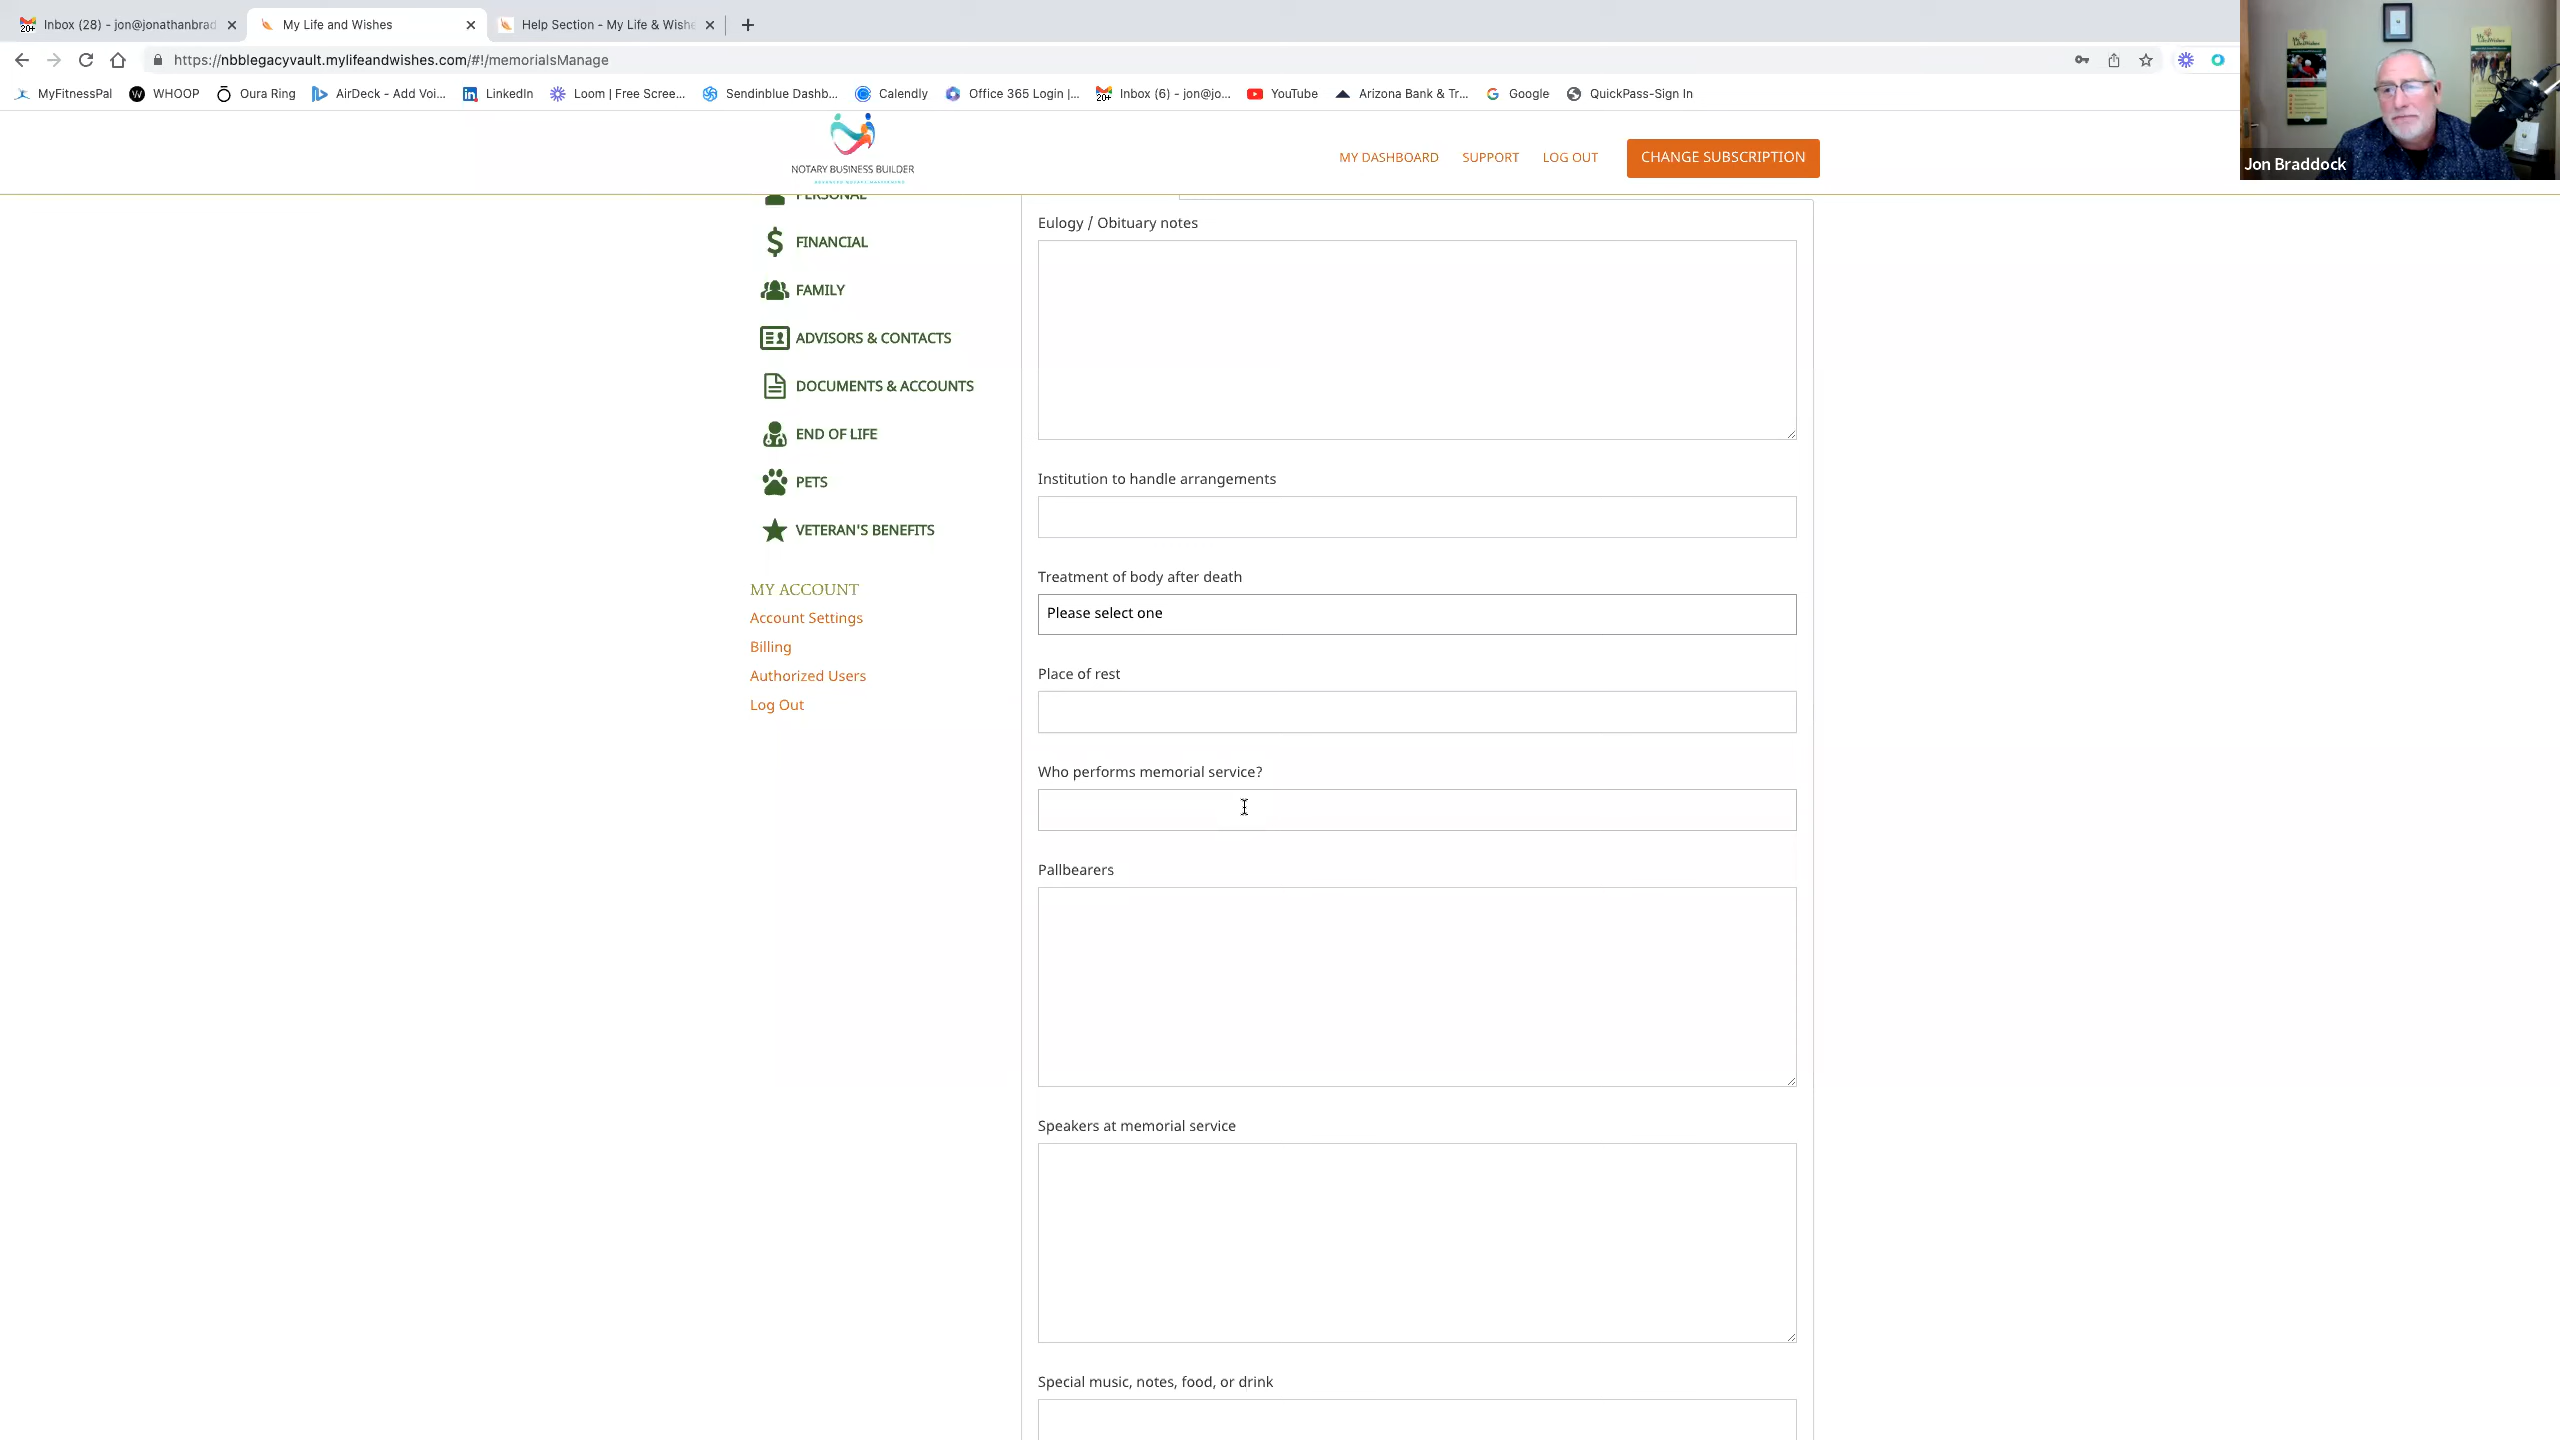 Inbox (28) - jon@jonathanbrad
My Life and Wishes
Help Section - My Life & Wishe
https://nbblegacyvault.mylifeandwishes.com/#!/memorialsManage
MyFitnessPal
WHOOP
Oura Ring
AirDeck - Add Voi...
LinkedIn
Loom | Free Scree...
Sendinblue Dashb...
Calendly
Office 365 Login |...
Inbox (6) - jon@jo...
YouTube
Arizona Bank & Tr...
Google
QuickPass-Sign In
Jon Braddock
NOTARY BUSINESS BUILDER
MY DASHBOARD
SUPPORT
LOG OUT
CHANGE SUBSCRIPTION
PERSONAL
FINANCIAL
FAMILY
ADVISORS & CONTACTS
DOCUMENTS & ACCOUNTS
END OF LIFE
PETS
VETERAN'S BENEFITS
MY ACCOUNT
Account Settings
Billing
Authorized Users
Log Out
Eulogy / Obituary notes
Institution to handle arrangements
Treatment of body after death
Please select one
Place of rest
Who performs memorial service?
Pallbearers
Speakers at memorial service
Special music, notes, food, or drink